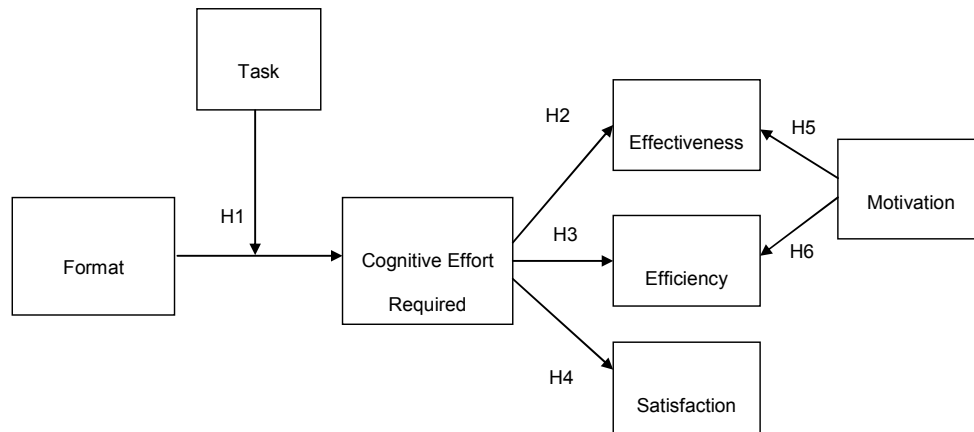 Task
H2
Effectiveness
H5
Motivation
H1
Format
Cognitive Effort
Required
H3
Efficiency
H6
H4
Satisfaction